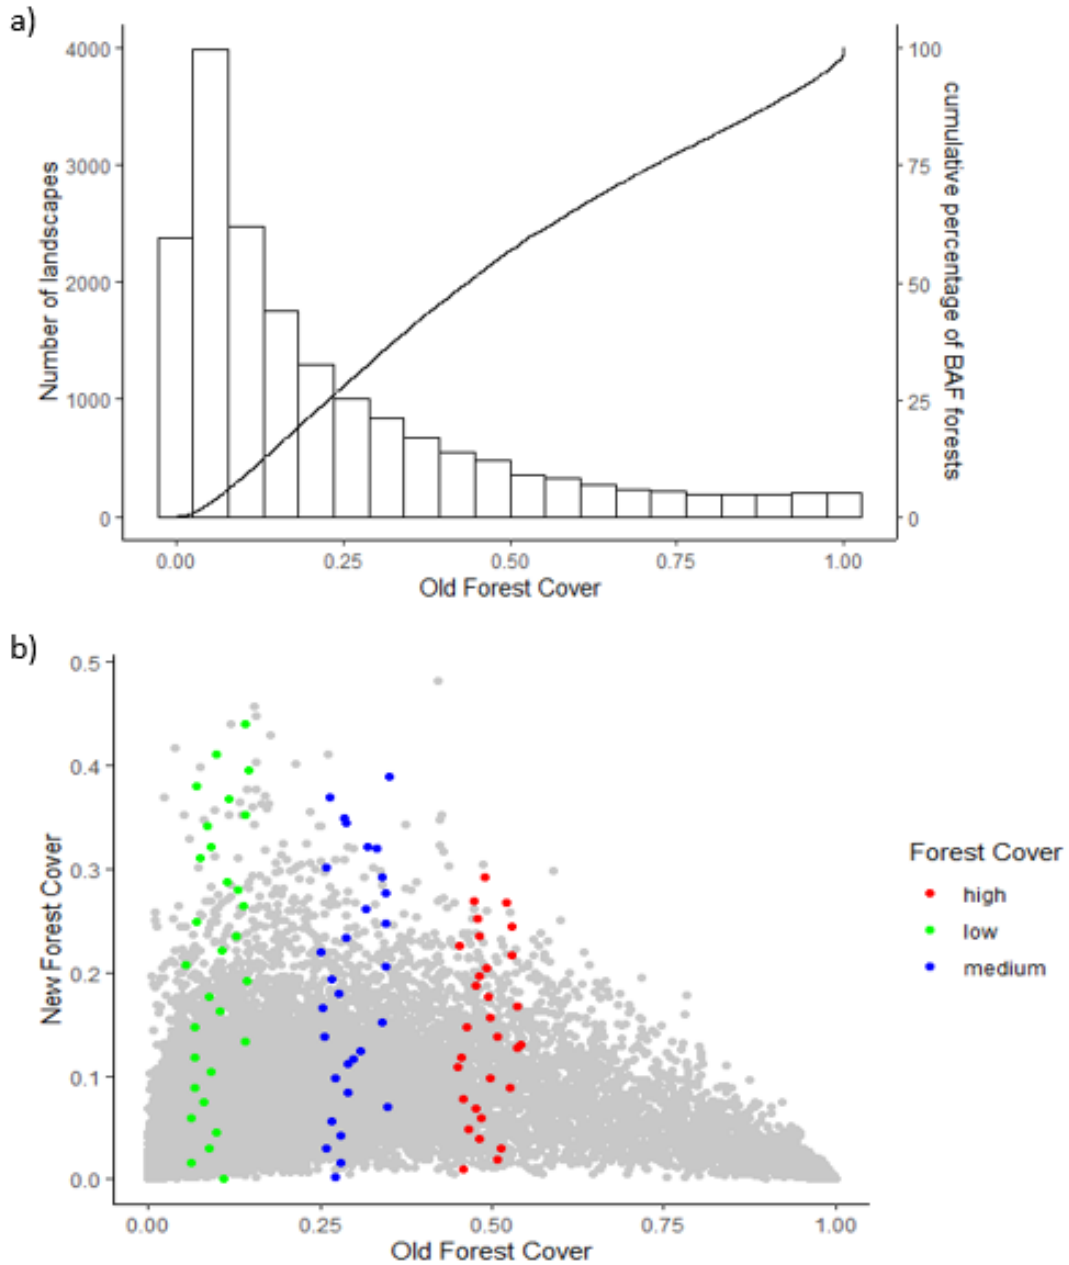 a)
4000
3000
2000
1000
0
Number of landscapes
100
75
50
25
0
cumulative percentage of BAF forests
0.00 0.25 0.50 0.75 1.00
Old Forest Cover
b)
0.5
0.4
0.3
0.2
0.1
0.0
New Forest Cover
0.00 0.25 0.50 0.75 1.00
Old Forest Cover
Forest Cover
high
low
medium